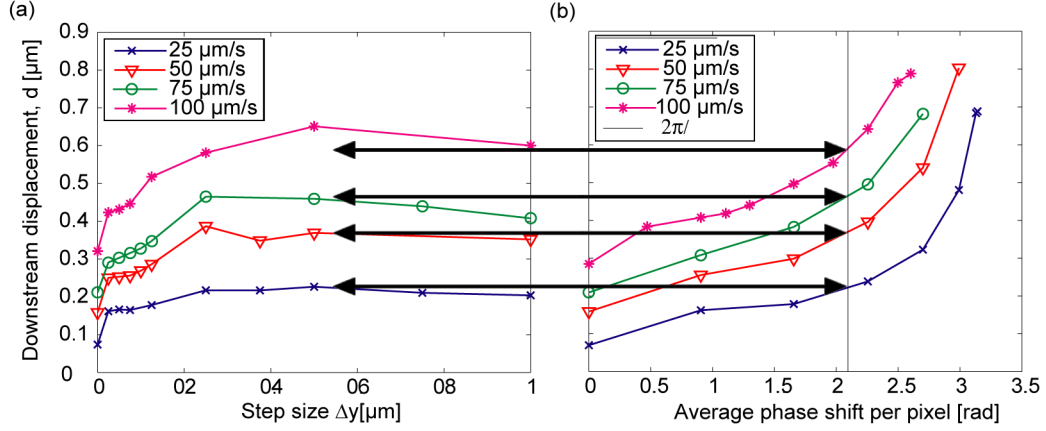 (a)
(b)
0.9
0.8
0.7
0.6
0.5
0.4
0.3
0.2
0.1
0
Downstream displacement, d [µm]
25 µm/s
50 µm/s
75 µm/s
100 µm/s
0 02 04 06 08 1
Step size Δy[µm]
25 µm/s
50 µm/s
75 µm/s
100 µm/s
2π/
0 0.5 1 1.5 2 2.5 3 3.5
Average phase shift per pixel [rad]